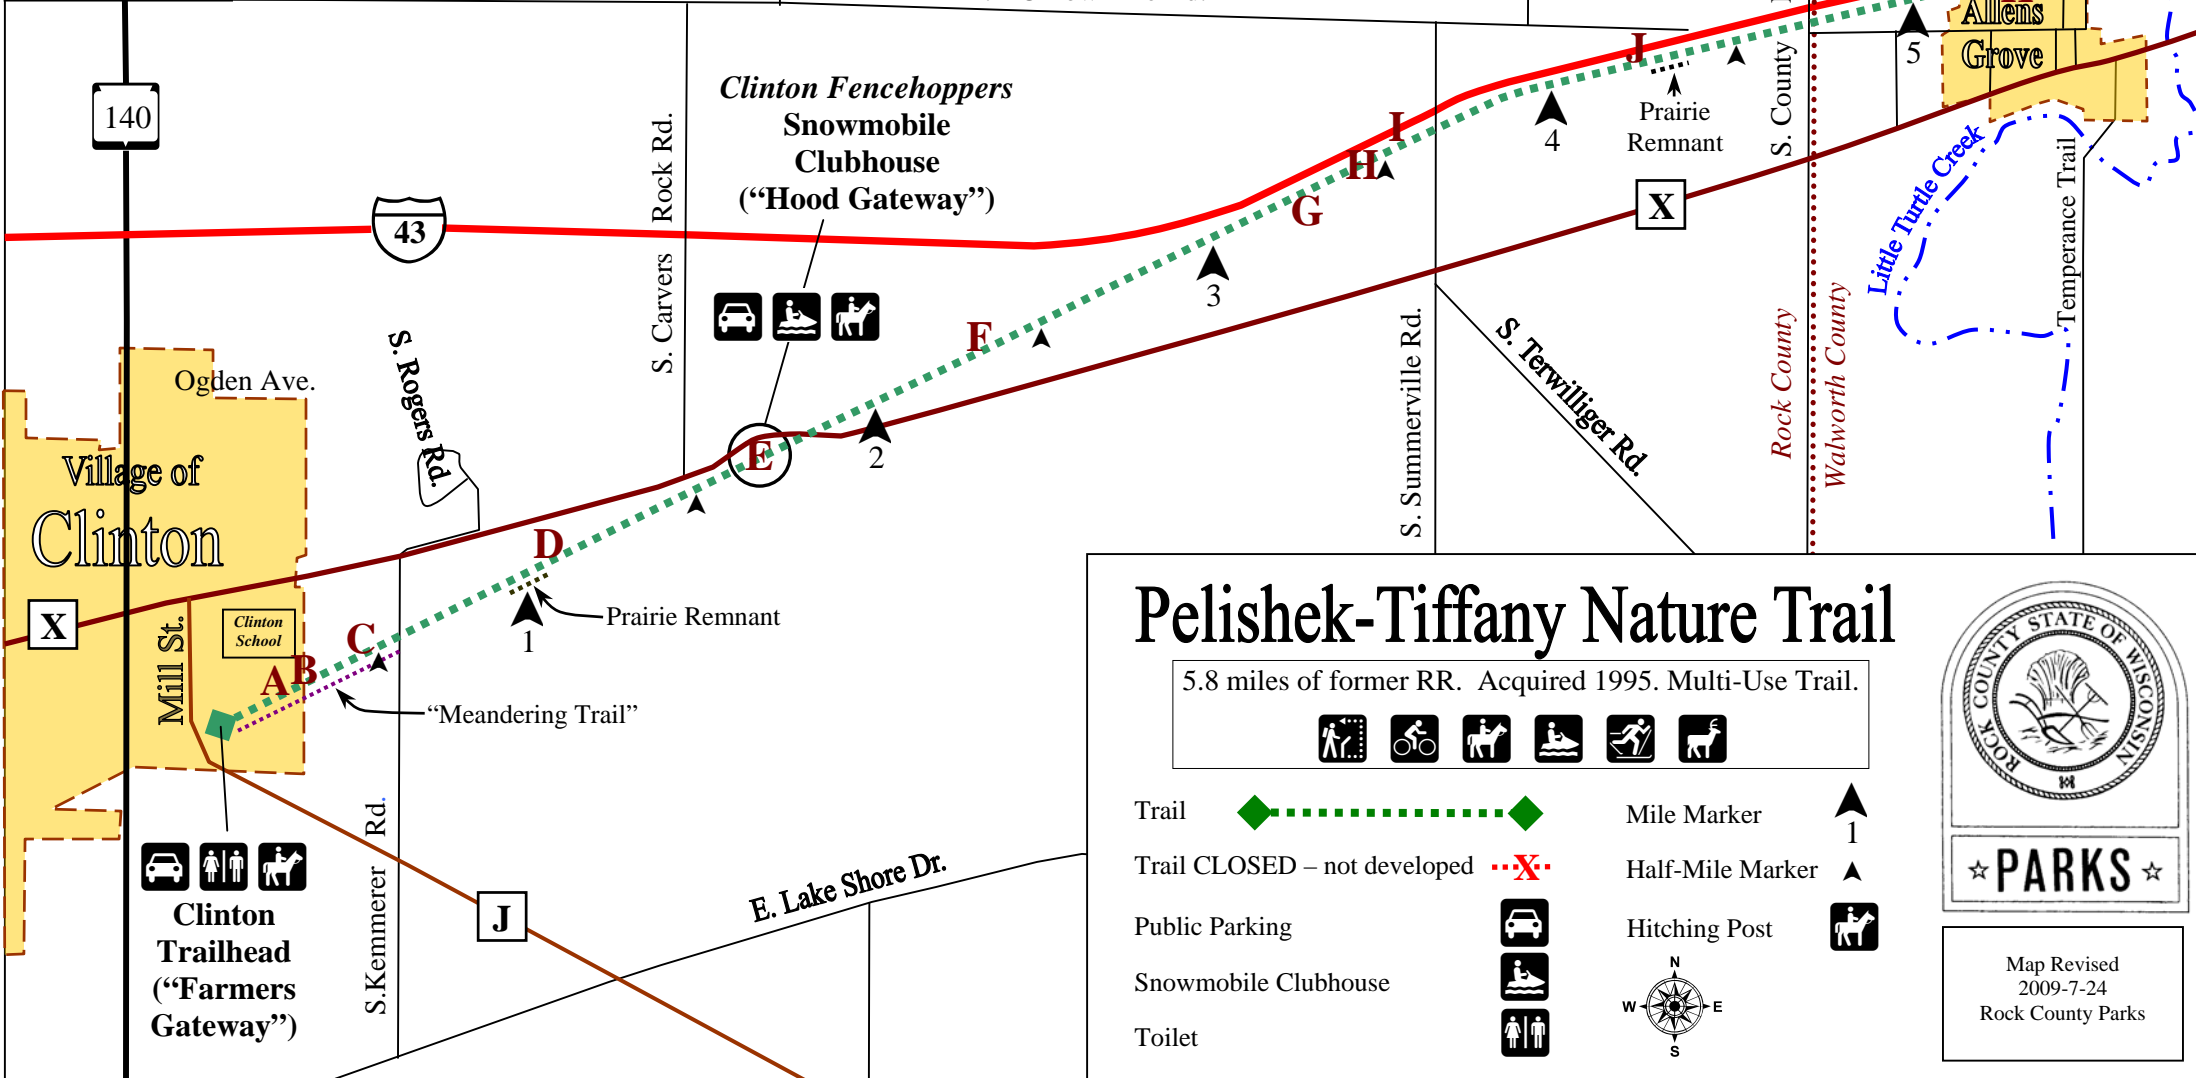 140
Clinton Fencehoppers
Snowmobile
Clubhouse
(“Hood Gateway”)
S. Carvers Rock Rd.
43
J
Prairie
Remnant
S. County
5
Allens
Grove
4
I
H
G
X
3
Little Turtle Creek
Temperance Trail
F
S. Rogers Rd.
Ogden Ave.
S. Summerville Rd.
S. Terwilliger Rd.
Rock County
Walworth County
E
2
Village of
Clinton
X
Mill St.
Clinton
School
A
B
C
D
1
Prairie Remnant
“Meandering Trail”
Clinton
Trailhead
(“Farmers
Gateway”)
S.Kemmerer Rd.
J
E. Lake Shore Dr.
Pelishek-Tiffany Nature Trail
5.8 miles of former RR. Acquired 1995. Multi-Use Trail.
Trail
Mile Marker
1
Trail CLOSED – not developed
X
Half-Mile Marker
Public Parking
Hitching Post
Snowmobile Clubhouse
Toilet
N
W
E
S
ROCK COUNTY STATE OF WISCONSIN
PARKS
Map Revised
2009-7-24
Rock County Parks